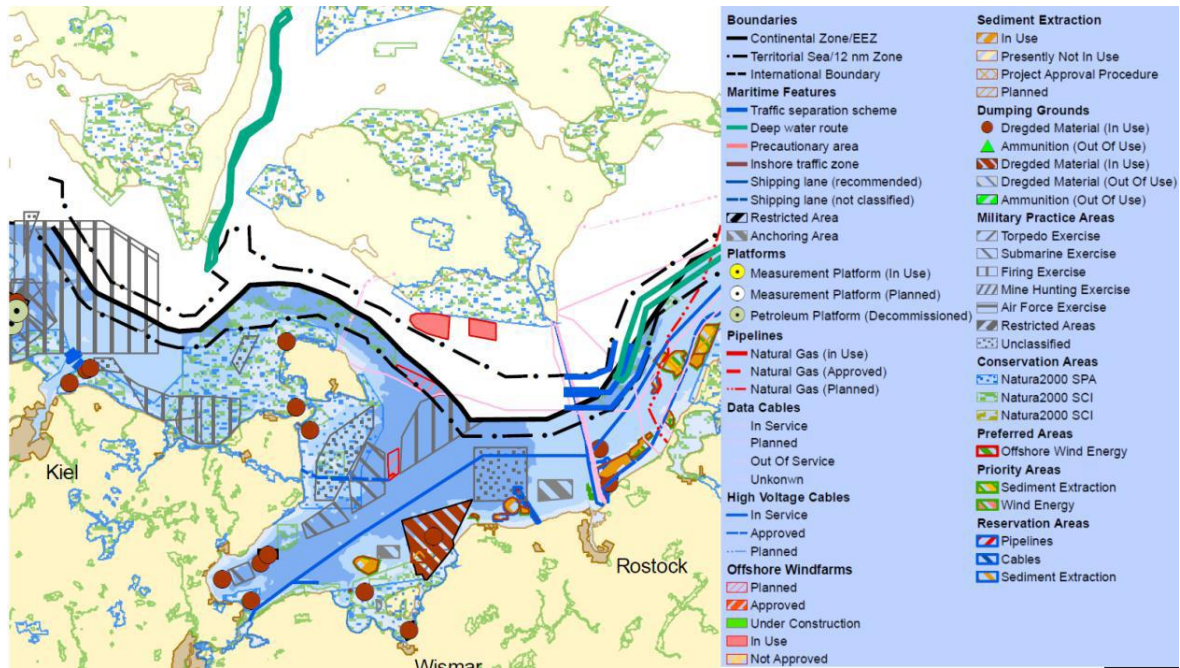 Kiel
Rostock
Wismar
Boundaries
Continental Zone/EEZ
Territorial Sea/12 nm Zone
International Boundary
Maritime Features
Traffic separation scheme
Deep water route
Precautionary area
Inshore traffic zone
Shipping lane (recommended)
Shipping lane (not classified)
Restricted Area
Anchoring Area
Platforms
Measurement Platform (In Use)
Measurement Platform (Planned)
Petroleum Platform (Decommissioned)
Pipelines
Natural Gas (in Use)
Natural Gas (Approved)
Natural Gas (Planned)
Data Cables
In Service
Planned
Out Of Service
Unkonwn
High Voltage Cables
In Service
Approved
Planned
Offshore Windfarms
Planned
Approved
Under Construction
In Use
Not Approved
Sediment Extraction
In Use
Presently Not In Use
Project Approval Procedure
Planned
Dumping Grounds
Dregded Material (In Use)
Ammunition (Out Of Use)
Dregded Material (In Use)
Dregded Material (Out Of Use)
Ammunition (Out Of Use)
Military Practice Areas
Torpedo Exercise
Submarine Exercise
Firing Exercise
Mine Hunting Exercise
Air Force Exercise
Restricted Areas
Unclassified
Conservation Areas
Natura2000 SPA
Natura2000 SCI
Natura2000 SCI
Preferred Areas
Offshore Wind Energy
Priority Areas
Sediment Extraction
Wind Energy
Reservation Areas
Pipelines
Cables
Sediment Extraction